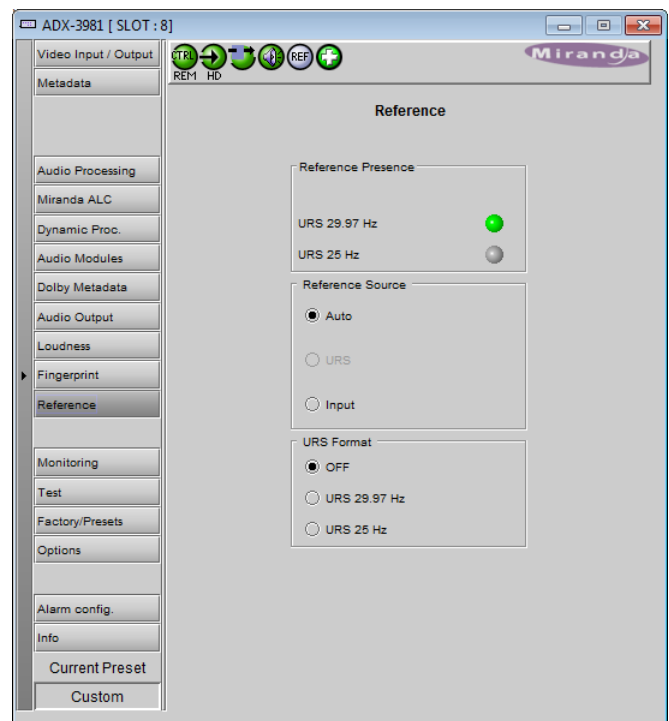 ADX-3981 [ SLOT : 8]
Video Input / Output
Metadata
Audio Processing
Miranda ALC
Dynamic Proc.
Audio Modules
Dolby Metadata
Audio Output
Loudness
Fingerprint
Reference
Monitoring
Test
Factory/Presets
Options
Alarm config.
Info
Current Preset
Custom
CTRL
REF
REM HD
Miranda
Reference
Reference Presence
URS 29.97 Hz
URS 25 Hz
Reference Source
Auto
URS
Input
URS Format
OFF
URS 29.97 Hz
URS 25 Hz